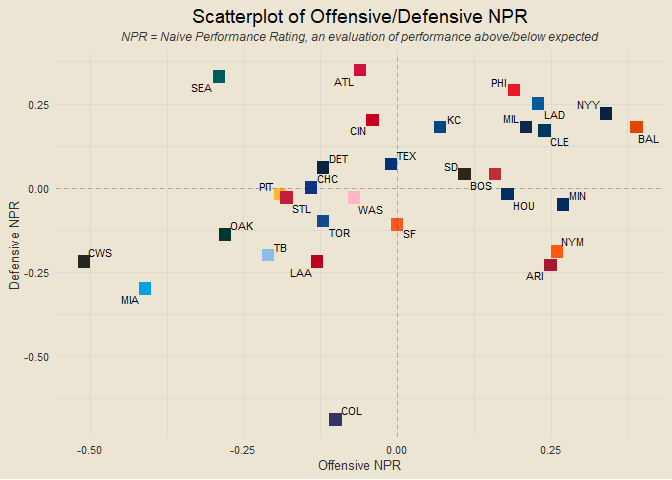 Scatterplot of Offensive/Defensive NPR
NPR = Naive Performance Rating, an evaluation of performance above/below expected
ATL
SEA
PHI
0.25
LAD
NYY
CIN
KC
MIL
CLE
BAL
DET
TEX
SD
CHC
BOS
0.00
PIT
STL
WAS
HOU
MIN
OAK
TOR
SF
TB
NYM
CWS
LAA
ARI
-0.25
MIA
-0.50
COL
Defensive NPR
-0.50
-0.25
0.00
0.25
Offensive NPR